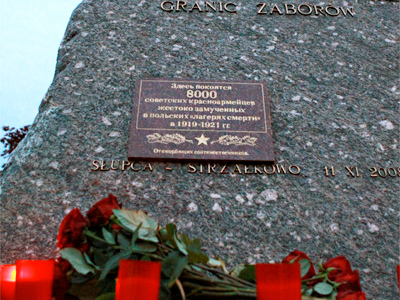 GRANIC ZABORÓW
Здесь покоятся
8000
советских красноармейцев
жестоко замученных
в польских «лагерях смерти»
в 1919-1921 гг.
От скорбящих соотечественников.
SŁUPCA - STRZAŁKOWO 11 XI 2008